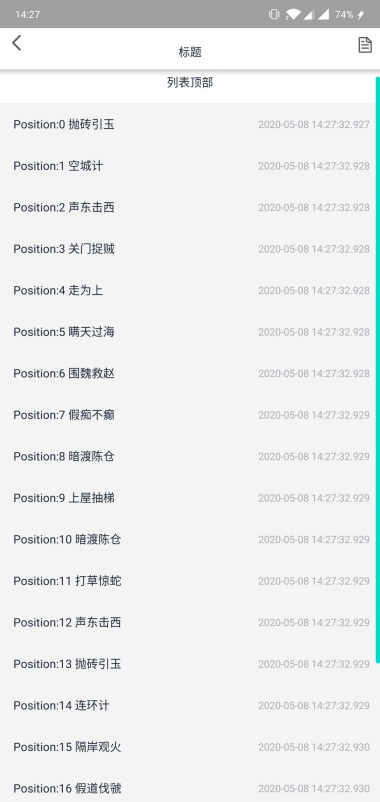 14:27 74%
标题
列表顶部
Position:0 抛砖引玉 2020-05-08 14:27:32.927
Position:1 空城计 2020-05-08 14:27:32.928
Position:2 声东击西 2020-05-08 14:27:32.928
Position:3 关门捉贼 2020-05-08 14:27:32.928
Position:4 走为上 2020-05-08 14:27:32.928
Position:5 瞒天过海 2020-05-08 14:27:32.928
Position:6 围魏救赵 2020-05-08 14:27:32.928
Position:7 假痴不癫 2020-05-08 14:27:32.929
Position:8 暗渡陈仓 2020-05-08 14:27:32.929
Position:9 上屋抽梯 2020-05-08 14:27:32.929
Position:10 暗渡陈仓 2020-05-08 14:27:32.929
Position:11 打草惊蛇 2020-05-08 14:27:32.929
Position:12 声东击西 2020-05-08 14:27:32.929
Position:13 抛砖引玉 2020-05-08 14:27:32.929
Position:14 连环计 2020-05-08 14:27:32.929
Position:15 隔岸观火 2020-05-08 14:27:32.930
Position:16 假道伐虢 2020-05-08 14:27:32.930